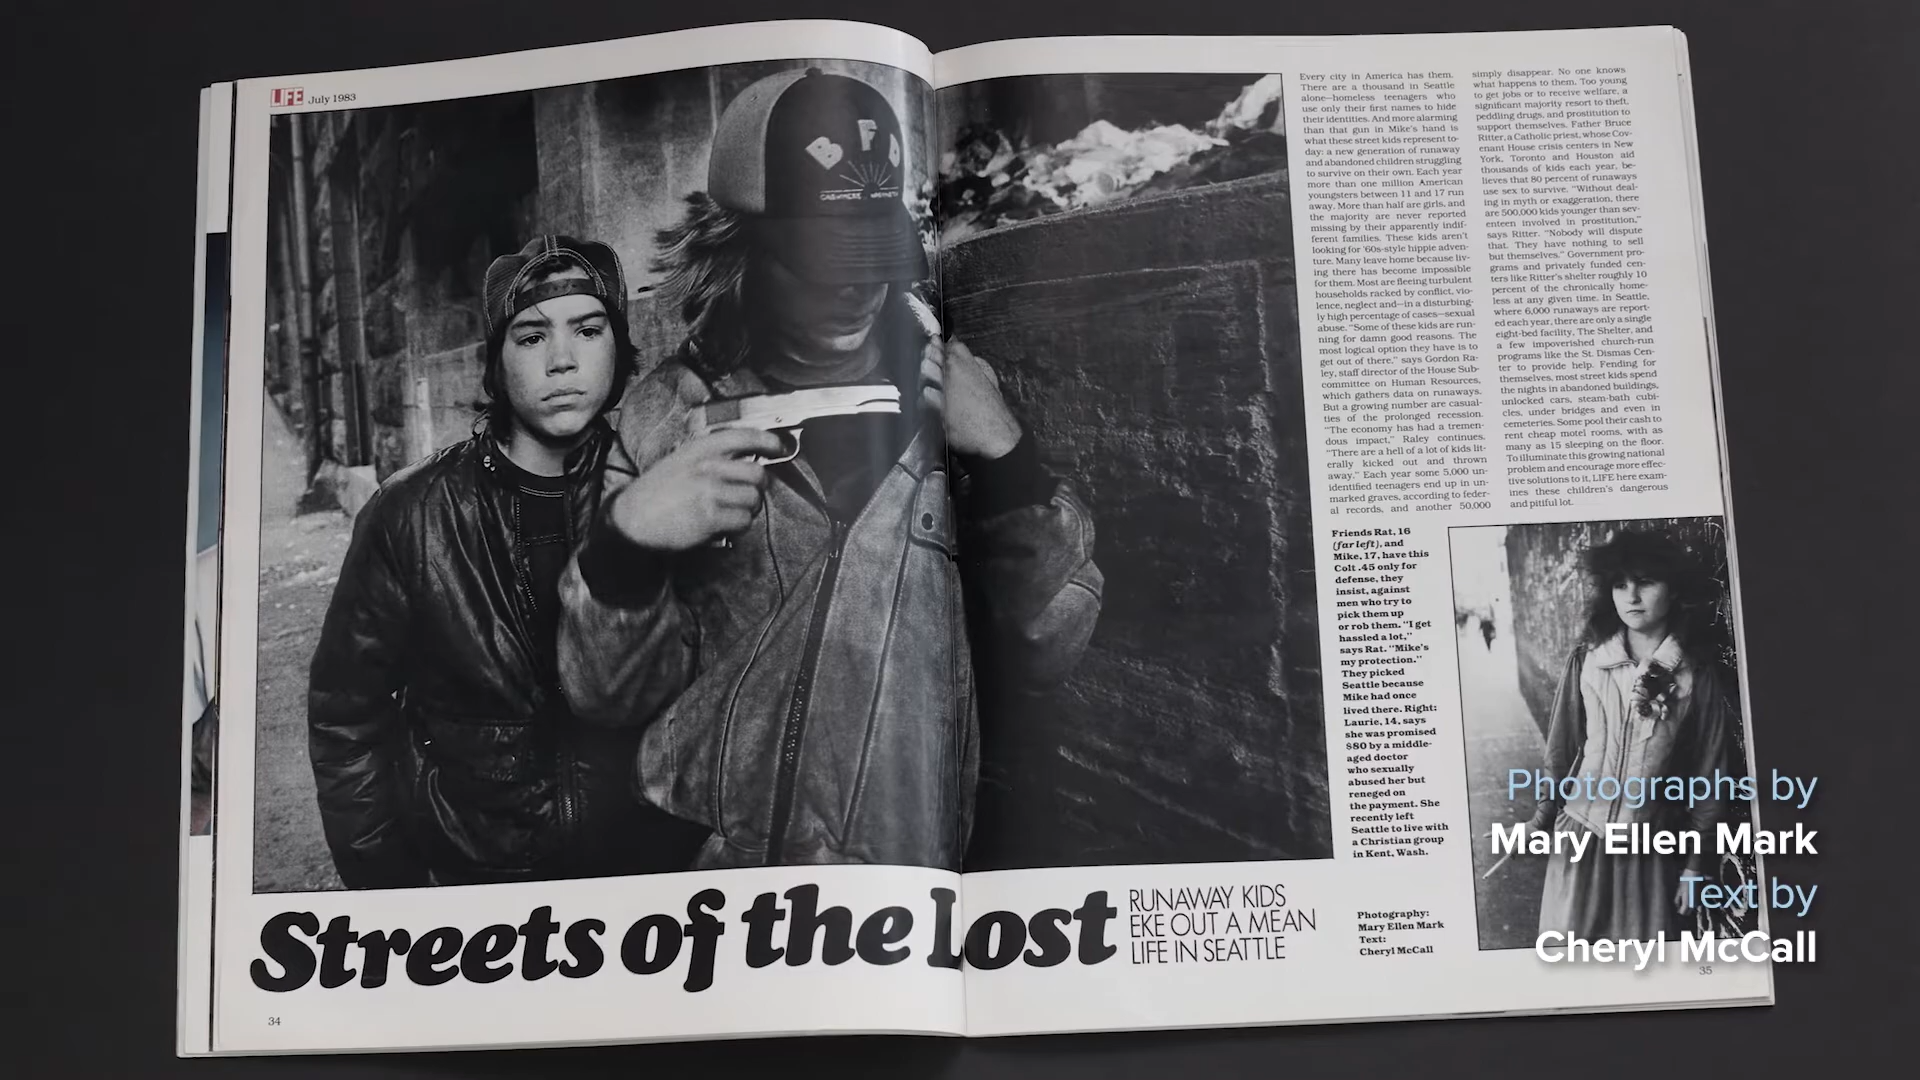 LIFE July 1983
BFD
CASHMERE WASHINGTON
Every city in America has them.
There are a thousand in Seattle
alone—homeless teenagers who
use only their first names to hide
their identities. And more alarming
than that gun in Mike's hand is
what these street kids represent to-
day: a new generation of runaway
and abandoned children struggling
to survive on their own. Each year
more than one million American
youngsters between 11 and 17 run
away. More than half are girls, and
the majority are never reported
missing by their apparently indif-
ferent families. These kids aren't
looking for '60s-style hippie adven-
ture. Many leave home because liv-
ing there has become impossible
for them. Most are fleeing turbulent
households racked by conflict, vio-
lence, neglect and—in a disturbing-
ly high percentage of cases—sexual
abuse. "Some of these kids are run-
ning for damn good reasons. The
most logical option they have is to
get out of there," says Gordon Ra-
ley, staff director of the House Sub-
committee on Human Resources,
which gathers data on runaways.
But a growing number are casual-
ties of the prolonged recession.
"The economy has had a tremen-
dous impact," Raley continues.
"There are a hell of a lot of kids lit-
erally kicked out and thrown
away." Each year some 5,000 un-
identified teenagers end up in un-
marked graves, according to feder-
al records, and another 50,000
simply disappear. No one knows
what happens to them. Too young
to get jobs or to receive welfare, a
significant majority resort to theft,
peddling drugs, and prostitution to
support themselves. Father Bruce
Ritter, a Catholic priest, whose Cov-
enant House crisis centers in New
York, Toronto and Houston aid
thousands of kids each year, be-
lieves that 80 percent of runaways
use sex to survive. "Without deal-
ing in myth or exaggeration, there
are 500,000 kids younger than sev-
enteen involved in prostitution,"
says Ritter. "Nobody will dispute
that. They have nothing to sell
but themselves." Government pro-
grams and privately funded cen-
ters like Ritter's shelter roughly 10
percent of the chronically home-
less at any given time. In Seattle,
where 6,000 runaways are report-
ed each year, there are only a single
eight-bed facility, The Shelter, and
a few impoverished church-run
programs like the St. Dismas Cen-
ter to provide help. Fending for
themselves, most street kids spend
the nights in abandoned buildings,
unlocked cars, steam-bath cubi-
cles, under bridges and even in
cemeteries. Some pool their cash to
rent cheap motel rooms, with as
many as 15 sleeping on the floor.
To illuminate this growing national
problem and encourage more effec-
tive solutions to it, LIFE here exam-
ines these children's dangerous
and pitiful lot.
Friends Rat, 16
(far left), and
Mike, 17, have this
Colt .45 only for
defense, they
insist, against
men who try to
pick them up
or rob them. "I get
hassled a lot,"
says Rat. "Mike's
my protection."
They picked
Seattle because
Mike had once
lived there. Right:
Laurie, 14, says
she was promised
$80 by a middle-
aged doctor
who sexually
abused her but
reneged on
the payment. She
recently left
Seattle to live with
a Christian group
in Kent, Wash.
Streets of the Lost
RUNAWAY KIDS
EKE OUT A MEAN
LIFE IN SEATTLE
Photography:
Mary Ellen Mark
Text:
Cheryl McCall
Photographs by
Mary Ellen Mark
Text by
Cheryl McCall
34
35